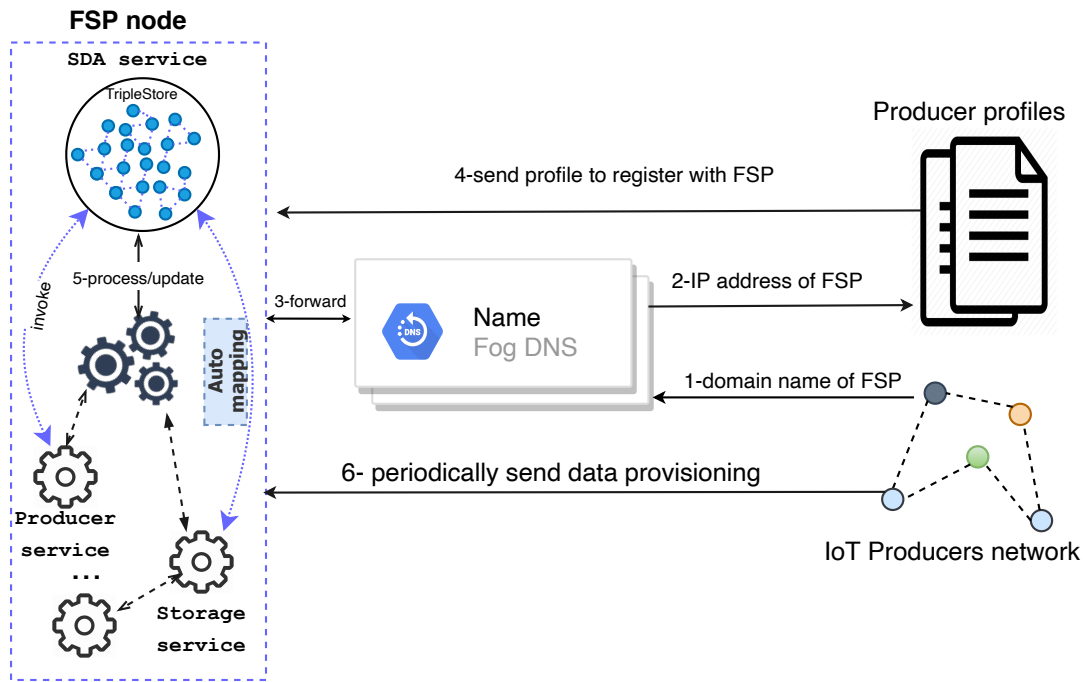 FSP node
SDA service
TripleStore
Producer profiles
4-send profile to register with FSP
5-process/update
invoke
3-forward
2-IP address of FSP
DNS
Name
Fog DNS
Auto
mapping
1-domain name of FSP
6- periodically send data provisioning
Producer
service
...
IoT Producers network
Storage
service